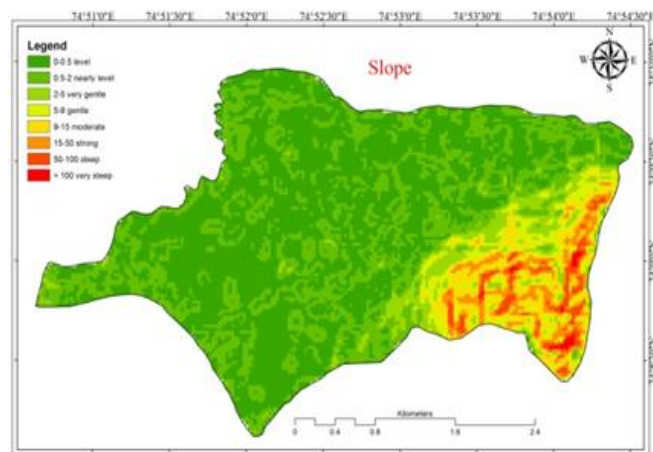 74°51'0"E 74°51'30"E 74°52'0"E 74°52'30"E 74°53'0"E 74°53'30"E 74°54'0"E 74°54'30"E
Slope
N
W E
S
Legend
0-0.5 level
0.5-2 nearly level
2-5 very gentle
5-8 gentle
9-15 moderate
15-50 strong
50-100 steep
> 100 very steep
Kilometers
0 0.4 0.8 1.6 2.4